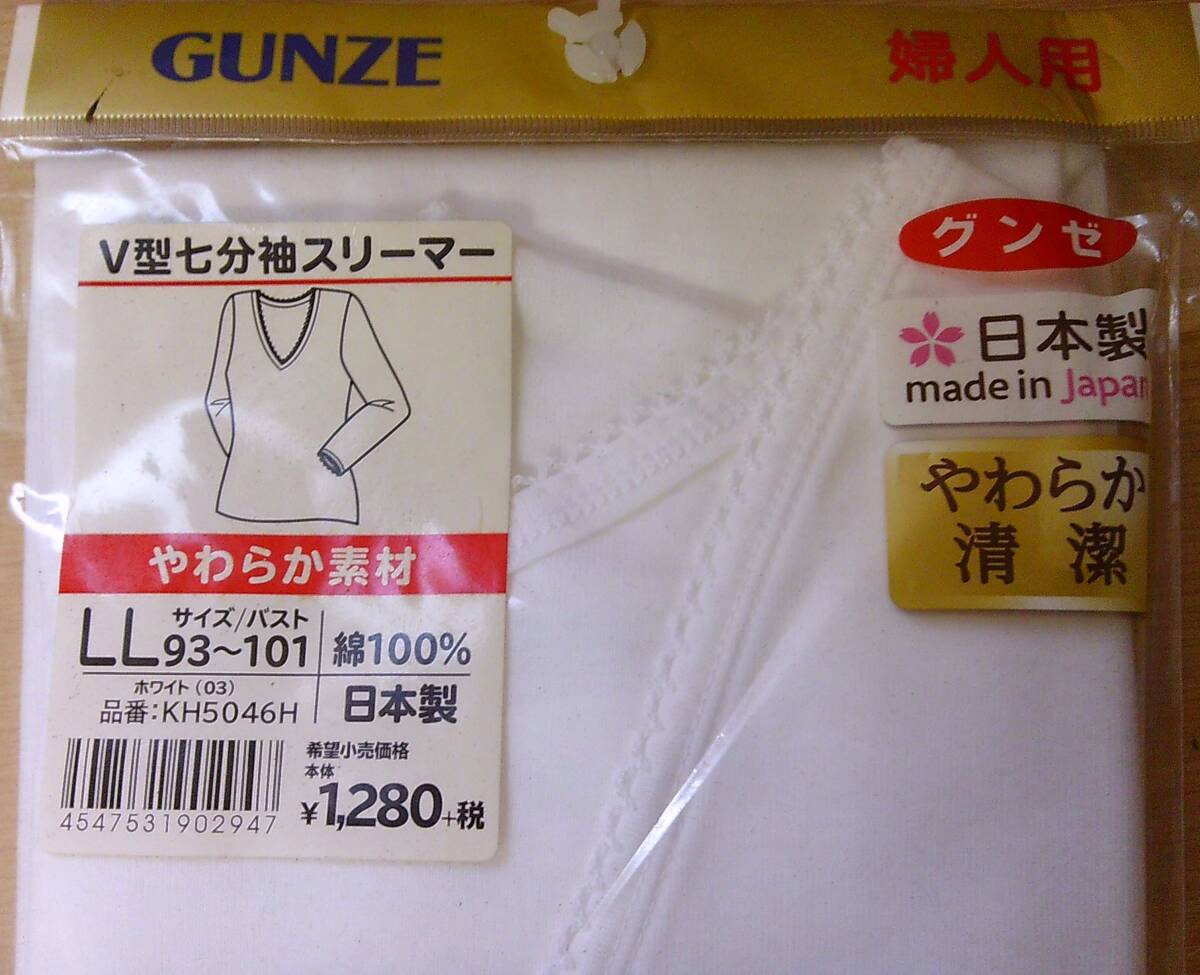 GUNZE
婦人用
V型七分袖スリーマー
やわらか素材
LL サイズ/バスト 93～101
綿100%
ホワイト(03)
品番:KH5046H
日本製
希望小売価格
本体
¥1,280+税
4547531902947
グンゼ
日本製
made in Japan
やわらか
清潔